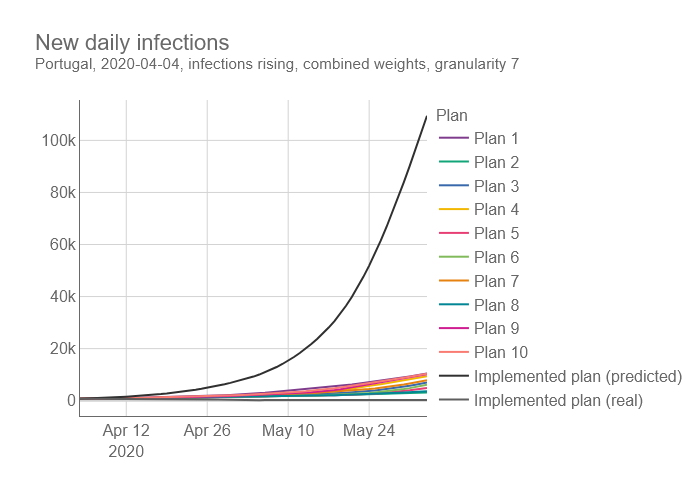 New daily infections
Portugal, 2020-04-04, infections rising, combined weights, granularity 7
100k
80k
60k
40k
20k
0
Apr 12
2020
Apr 26
May 10
May 24
Plan
Plan 1
Plan 2
Plan 3
Plan 4
Plan 5
Plan 6
Plan 7
Plan 8
Plan 9
Plan 10
Implemented plan (predicted)
Implemented plan (real)